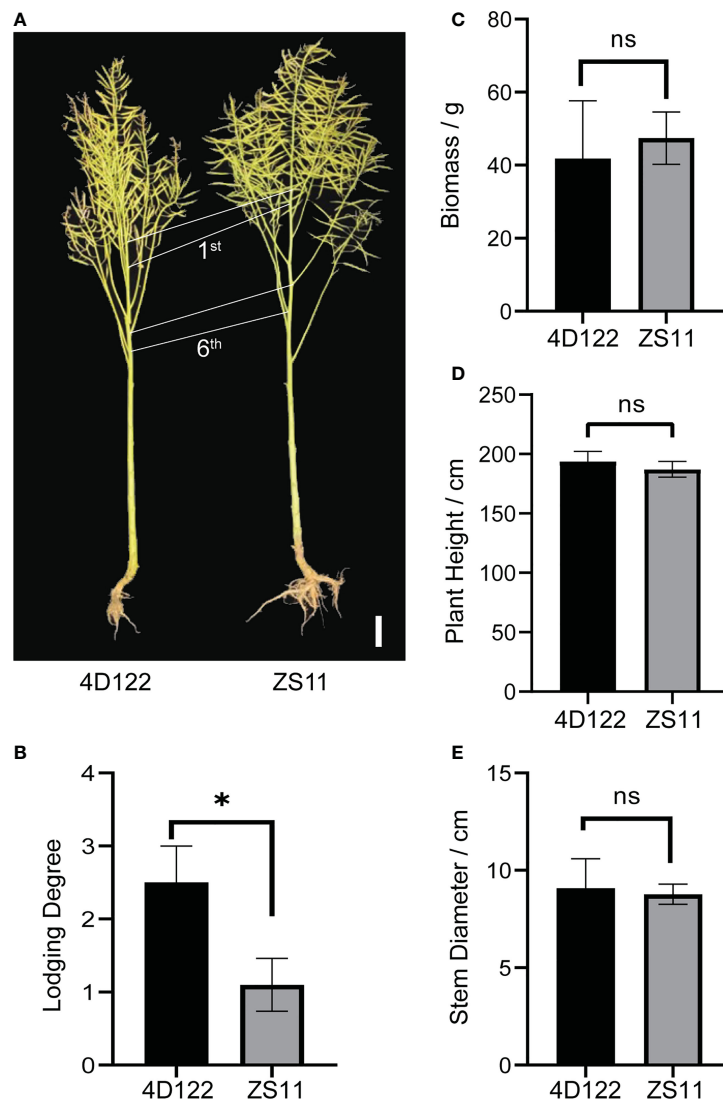 A
1st
6th
4D122 ZS11
B
4
3
2
1
0
Lodging Degree
*
4D122 ZS11
C
80
60
40
20
0
Biomass / g
ns
4D122 ZS11
D
250
200
150
100
50
0
Plant Height / cm
ns
4D122 ZS11
E
15
10
5
0
Stem Diameter / cm
ns
4D122 ZS11